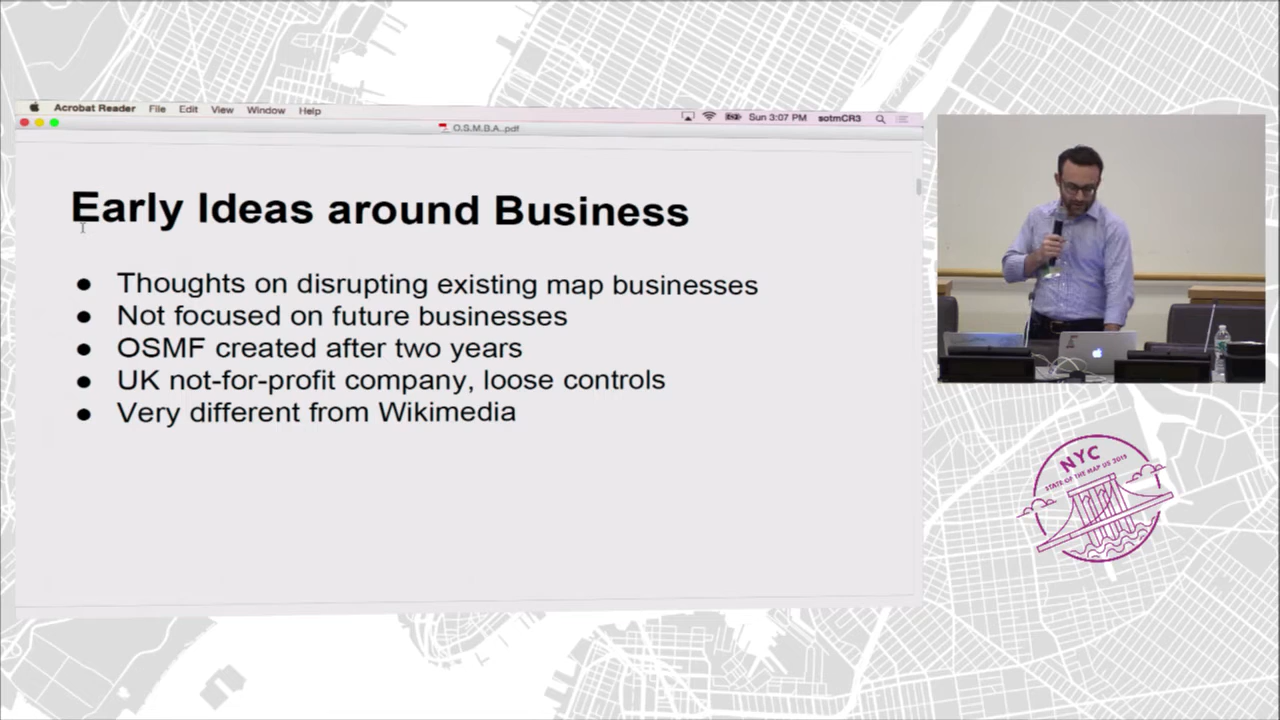 Acrobat Reader File Edit View Window Help
Sun 3:07 PM sotmCR3
O.S.M.B.A..pdf
Early Ideas around Business
● Thoughts on disrupting existing map businesses
● Not focused on future businesses
● OSMF created after two years
● UK not-for-profit company, loose controls
● Very different from Wikimedia
NYC
STATE OF THE MAP US 2015